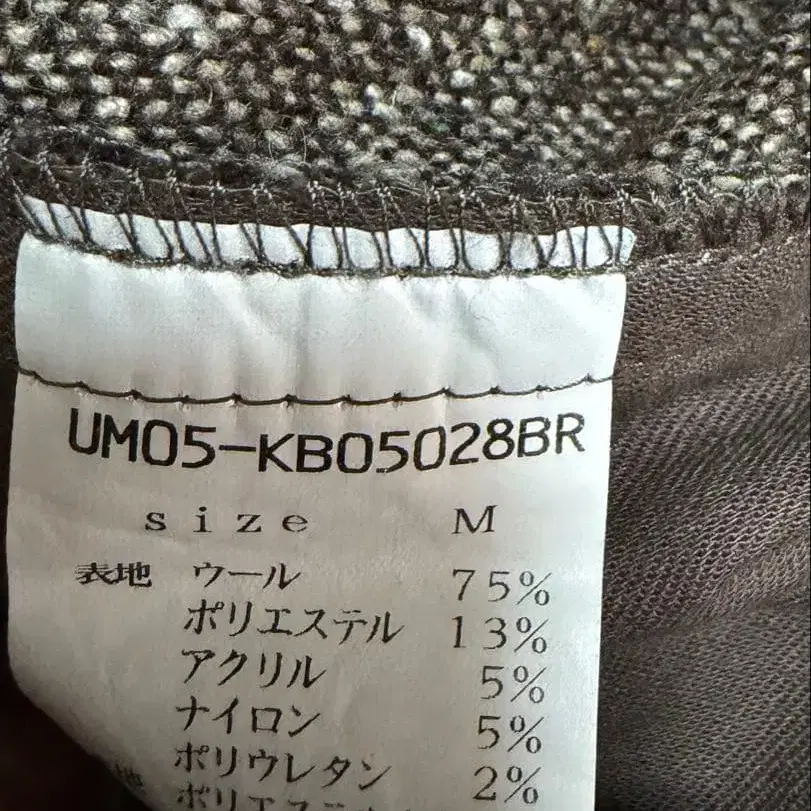 UM05-KB05028BR
size M
表地 ウール 75%
ポリエステル 13%
アクリル 5%
ナイロン 5%
ポリウレタン 2%